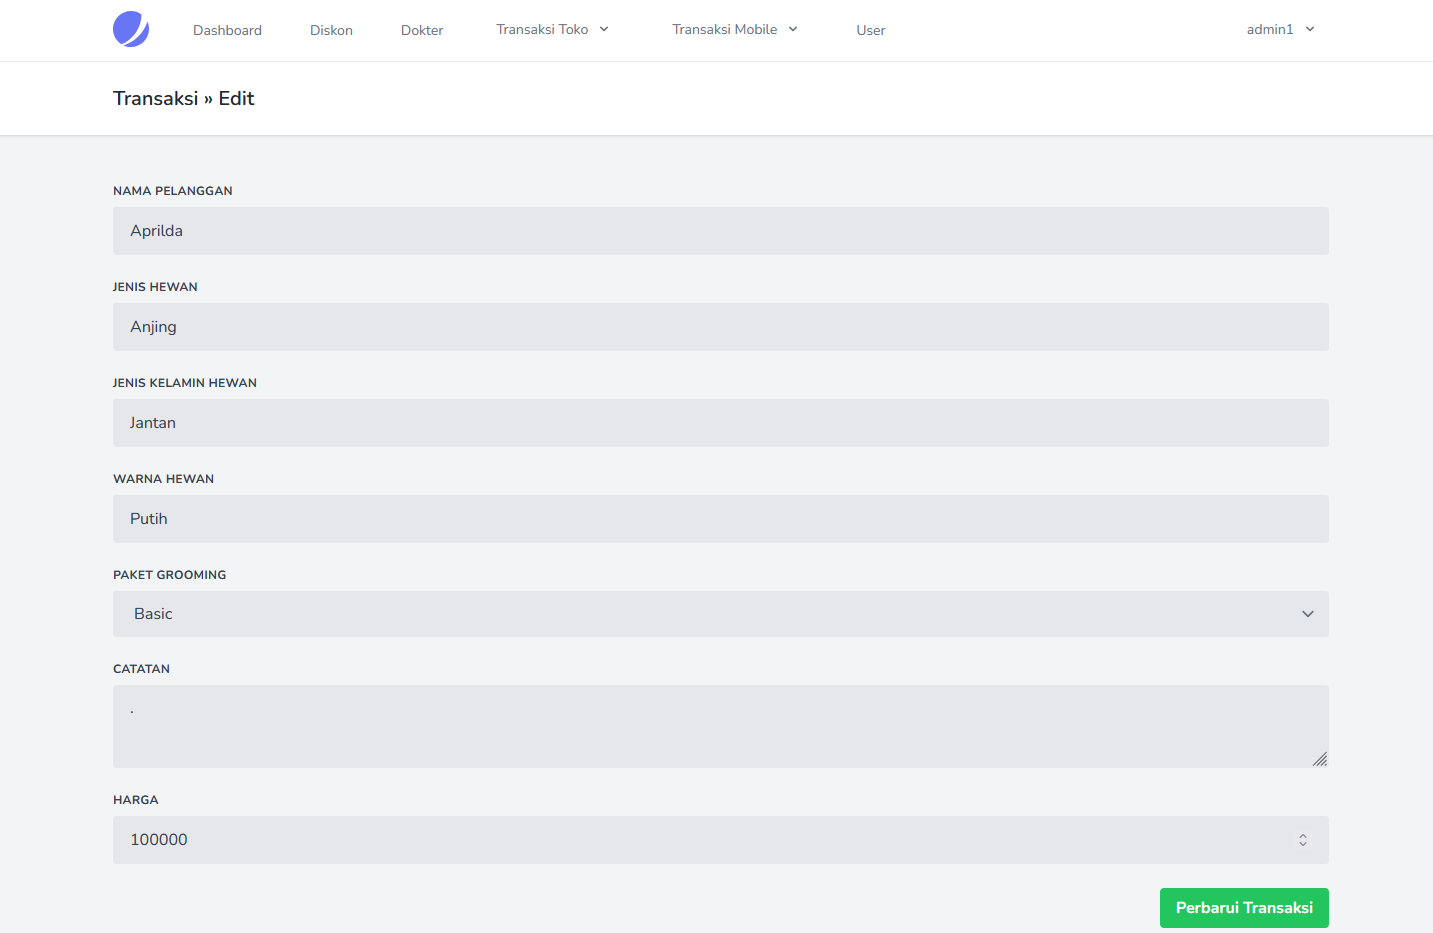 Dashboard Diskon Dokter Transaksi Toko Transaksi Mobile User admin1
Transaksi » Edit
NAMA PELANGGAN
Aprilda
JENIS HEWAN
Anjing
JENIS KELAMIN HEWAN
Jantan
WARNA HEWAN
Putih
PAKET GROOMING
Basic
CATATAN
.
HARGA
100000
Perbarui Transaksi